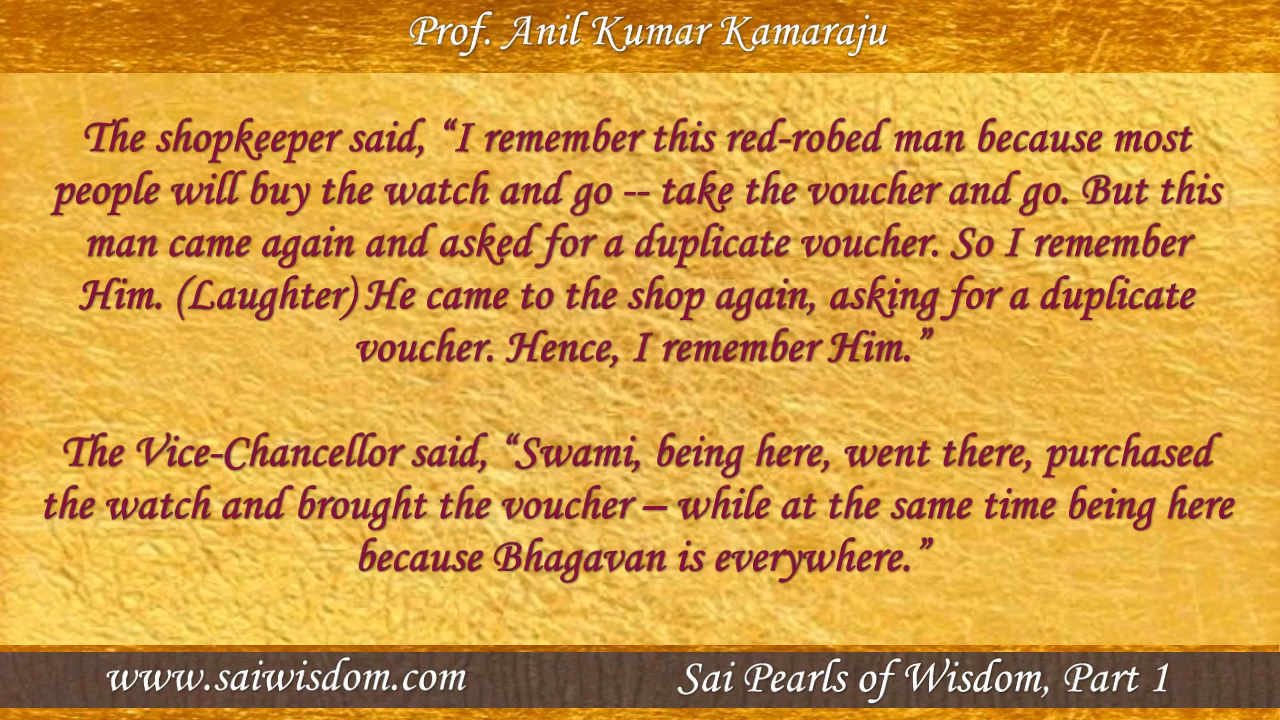 Prof. Anil Kumar Kamaraju
The shopkeeper said, “I remember this red-robed man because most
people will buy the watch and go -- take the voucher and go. But this
man came again and asked for a duplicate voucher. So I remember
Him. (Laughter) He came to the shop again, asking for a duplicate
voucher. Hence, I remember Him.”
The Vice-Chancellor said, “Swami, being here, went there, purchased
the watch and brought the voucher – while at the same time being here
because Bhagavan is everywhere.”
www.saiwisdom.com
Sai Pearls of Wisdom, Part 1